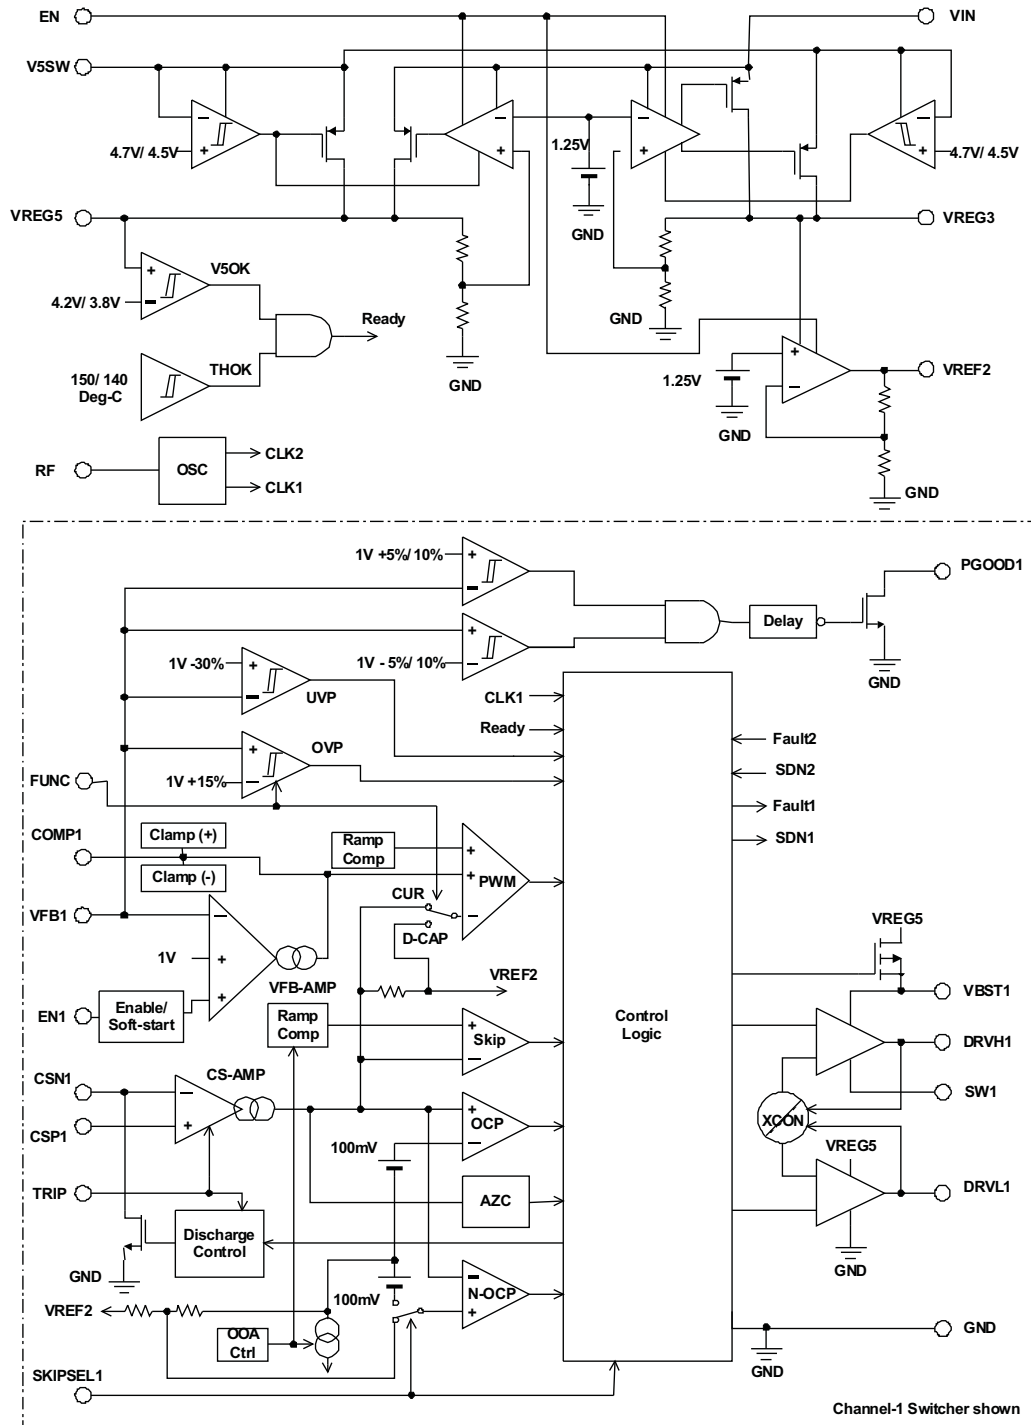 EN
VIN
V5SW
4.7V/ 4.5V
1.25V
4.7V/ 4.5V
VREG5
GND
VREG3
V5OK
4.2V/ 3.8V
Ready
GND
THOK
150/ 140
Deg-C
GND
1.25V
VREF2
GND
RF
OSC
CLK2
CLK1
GND
1V +5%/ 10%
PGOOD1
Delay
1V - 5%/ 10%
1V -30%
GND
UVP
CLK1
Ready
OVP
Fault2
FUNC
1V +15%
SDN2
Fault1
COMP1
Clamp (+)
Ramp
Comp
SDN1
Clamp (-)
PWM
CUR
VFB1
D-CAP
VREG5
1V
VREF2
VFB-AMP
VBST1
EN1
Enable/
Soft-start
Ramp
Comp
Skip
Control
Logic
DRVH1
CS-AMP
CSN1
SW1
OCP
XCON
CSP1
100mV
VREG5
TRIP
AZC
DRVL1
Discharge
Control
GND
GND
100mV
N-OCP
VREF2
OOA
Ctrl
GND
GND
SKIPSEL1
Channel-1 Switcher shown